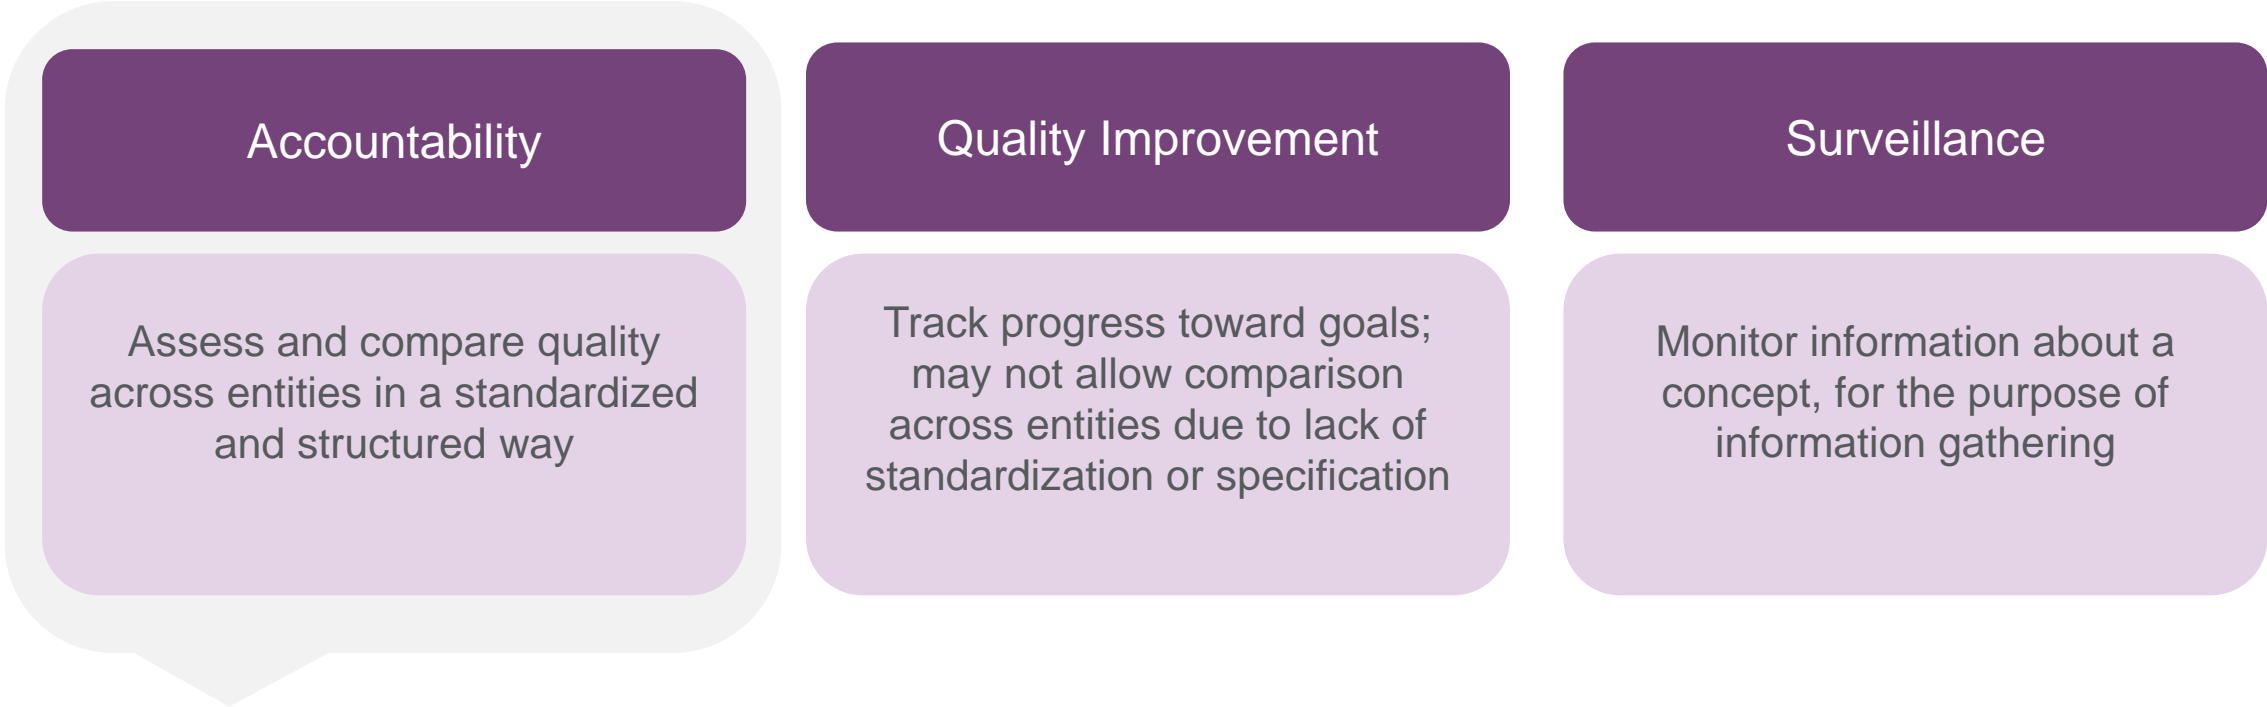 Accountability
Assess and compare quality
across entities in a standardized
and structured way
Quality Improvement
Track progress toward goals;
may not allow comparison
across entities due to lack of
standardization or specification
Surveillance
Monitor information about a
concept, for the purpose of
information gathering